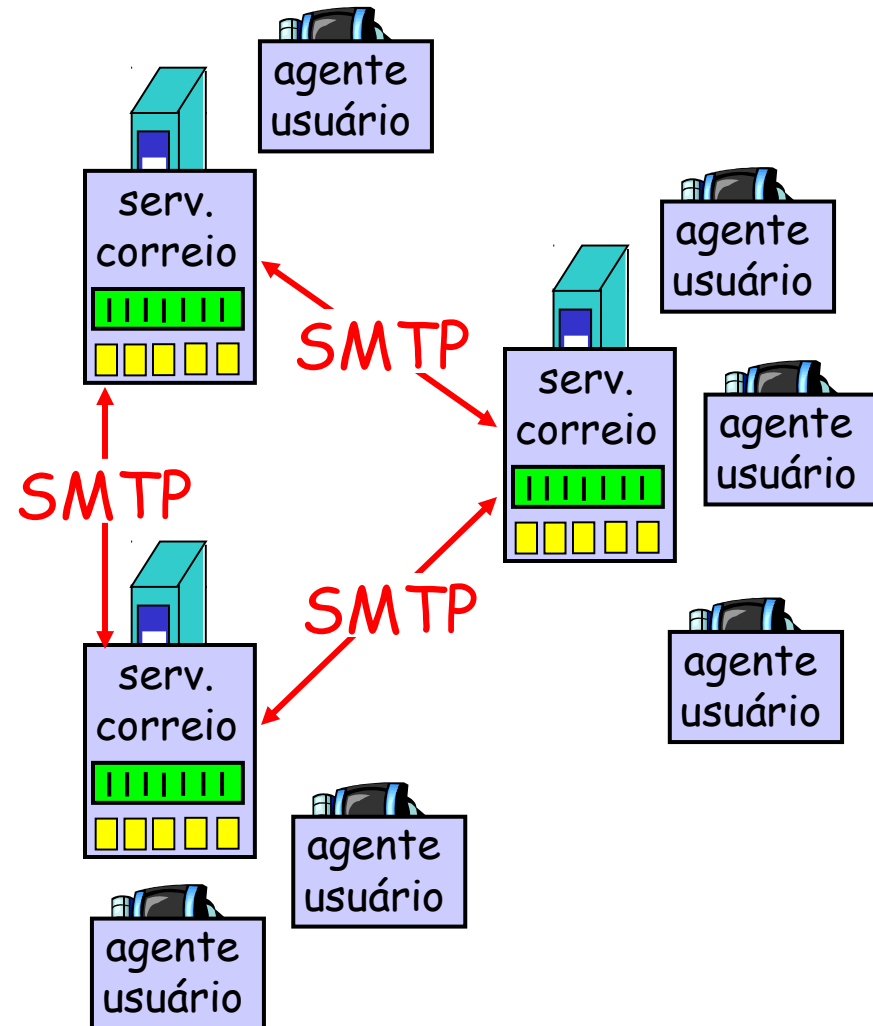 agente
usuário
serv.
correio
agente
usuário
SMTP
serv.
correio
agente
usuário
SMTP
SMTP
serv.
correio
agente
usuário
agente
usuário
agente
usuário